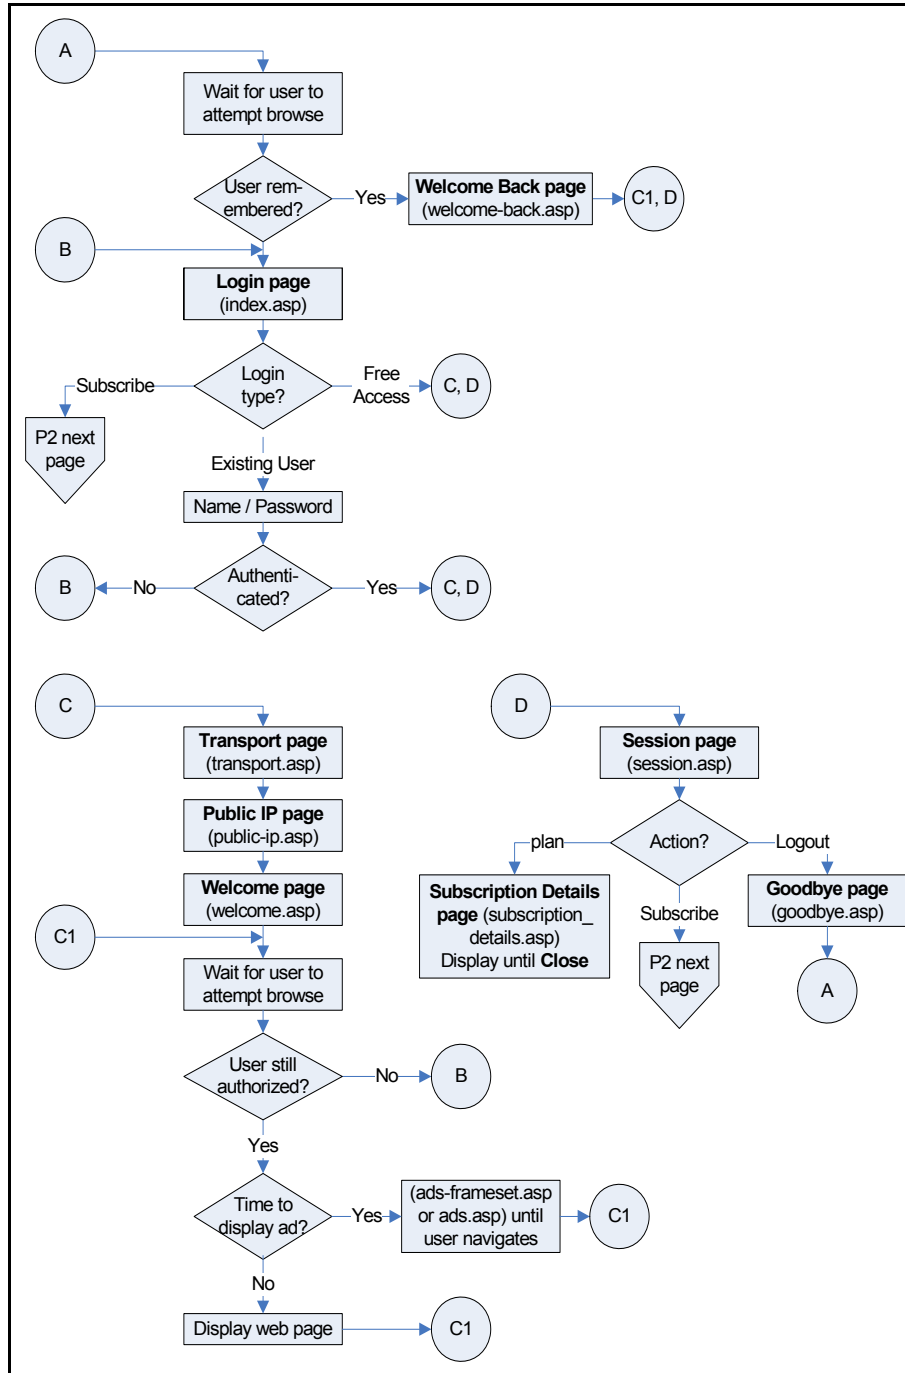 A
Wait for user to
attempt browse
User rem-
embered?
Yes
Welcome Back page
(welcome-back.asp)
C1, D
B
Login page
(index.asp)
Login
type?
Subscribe
Free
Access
C, D
P2 next
page
Existing User
Name / Password
Authenti-
cated?
No
B
Yes
C, D
C
Transport page
(transport.asp)
Public IP page
(public-ip.asp)
Welcome page
(welcome.asp)
C1
Wait for user to
attempt browse
User still
authorized?
No
B
Yes
Time to
display ad?
Yes
(ads-frameset.asp
or ads.asp) until
user navigates
C1
No
Display web page
C1
D
Session page
(session.asp)
Action?
plan
Logout
Subscription Details
page (subscription_
details.asp)
Display until Close
Subscribe
P2 next
page
Goodbye page
(goodbye.asp)
A